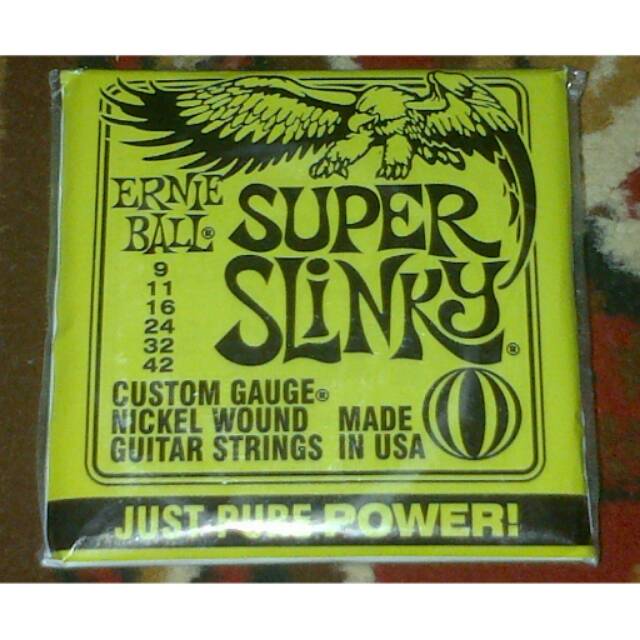 ERNIE
BALL®
SUPER
SLiNKY®
9
11
16
24
32
42
CUSTOM GAUGE®
NICKEL WOUND
GUITAR STRINGS
MADE
IN USA
JUST PURE POWER!